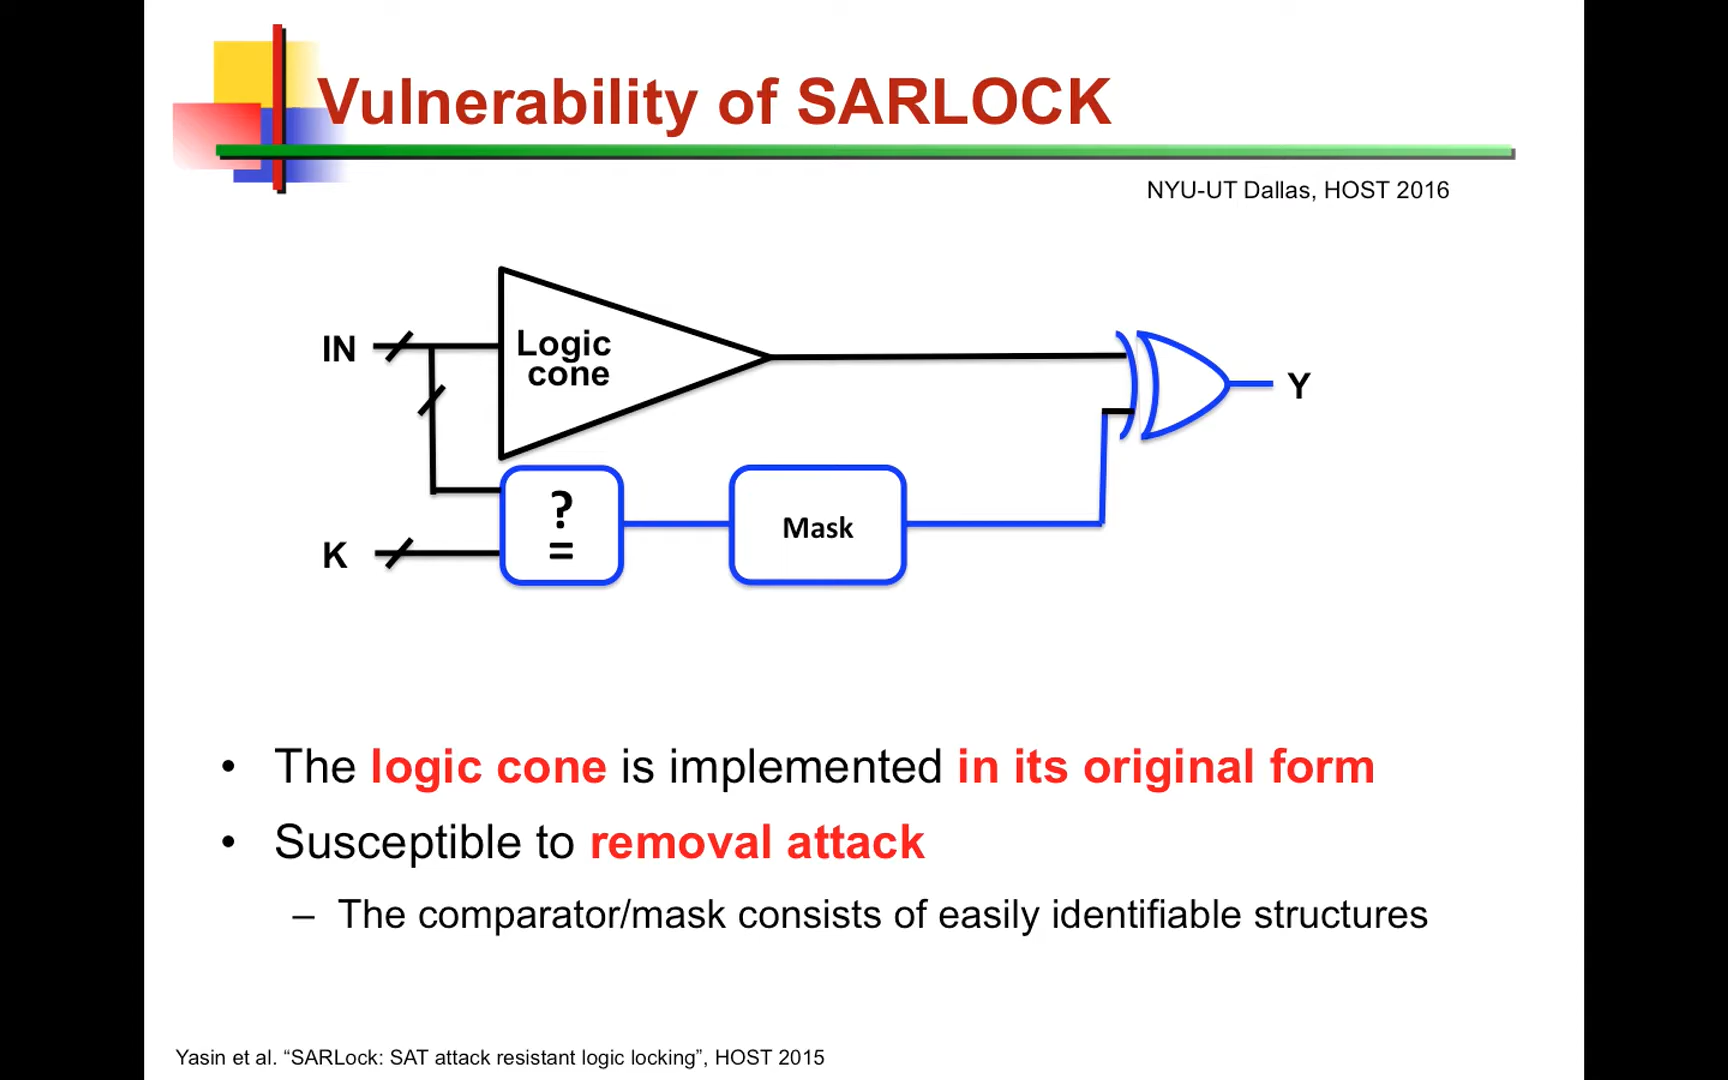 Vulnerability of SARLOCK
NYU-UT Dallas, HOST 2016
IN
Logic
cone
Y
?
=
Mask
K
• The logic cone is implemented in its original form
• Susceptible to removal attack
– The comparator/mask consists of easily identifiable structures
Yasin et al. “SARLock: SAT attack resistant logic locking”, HOST 2015